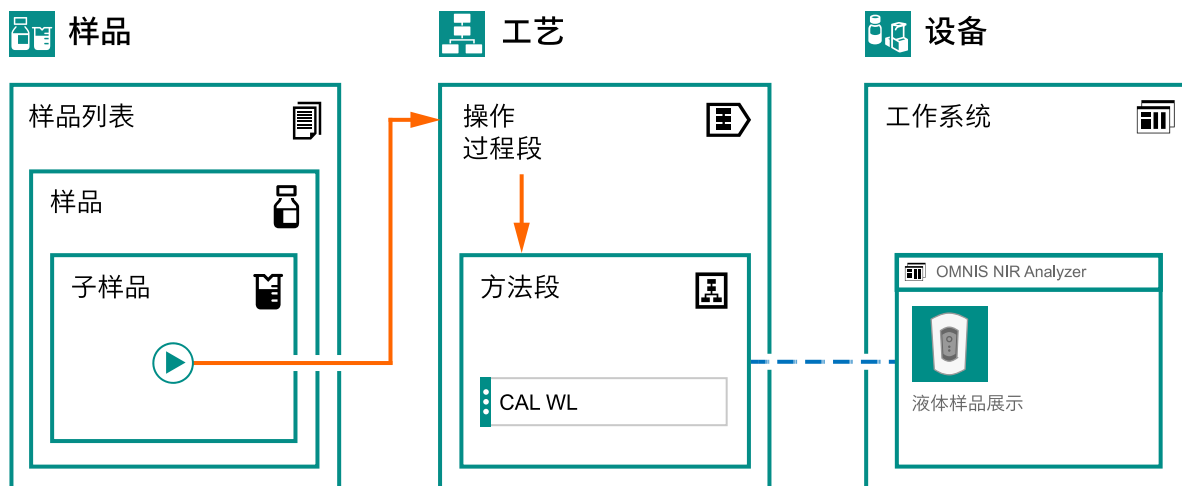 样品
样品列表
样品
子样品
工艺
操作
过程段
方法段
CAL WL
设备
工作系统
OMNIS NIR Analyzer
液体样品展示